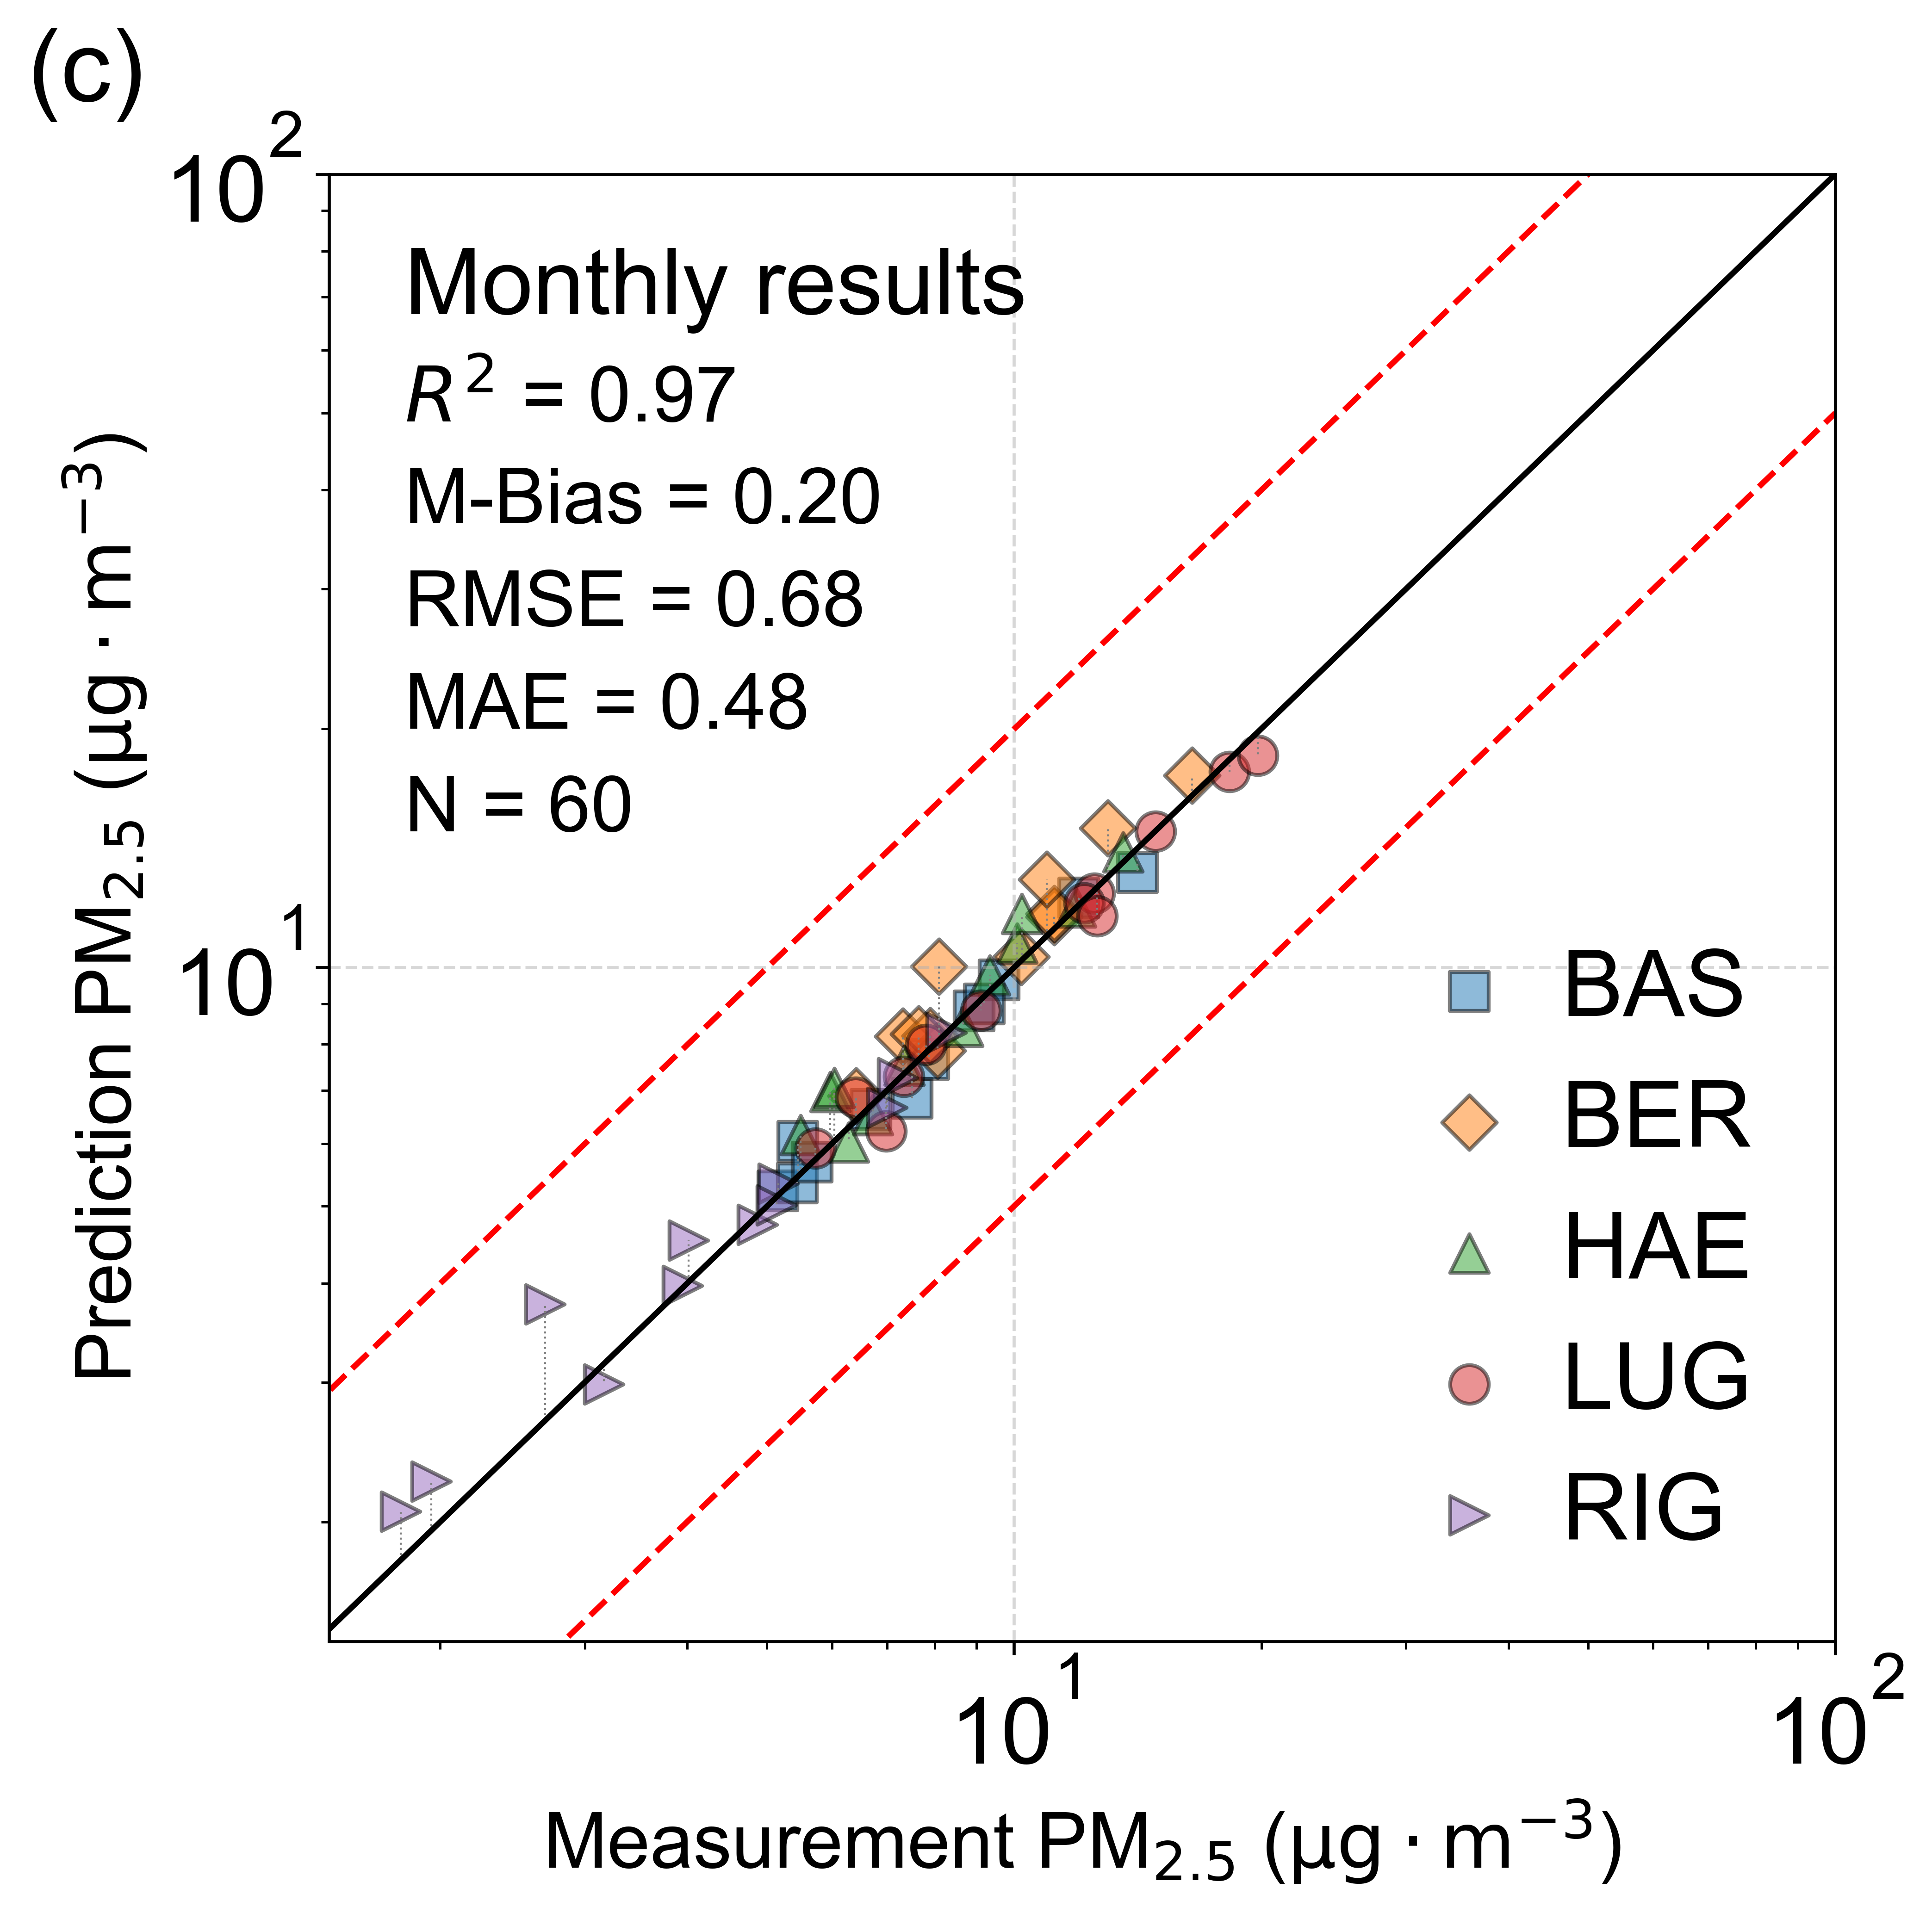 (c)
10²
Monthly results
R² = 0.97
M-Bias = 0.20
RMSE = 0.68
MAE = 0.48
N = 60
Prediction PM₂.₅ (µg·m⁻³)
10¹
BAS
BER
HAE
LUG
RIG
10¹
10²
Measurement PM₂.₅ (µg·m⁻³)